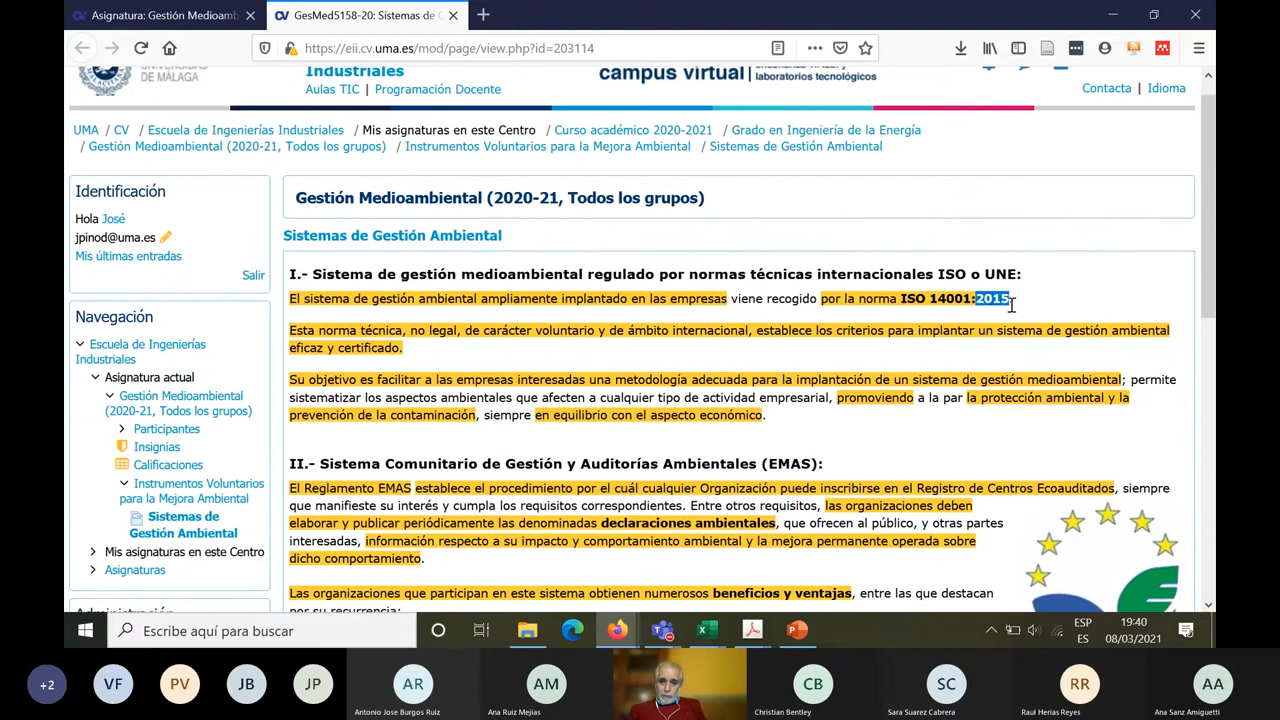 Asignatura: Gestión Medioamb
GesMed5158-20: Sistemas de G
https://eii.cv.uma.es/mod/page/view.php?id=203114
UNIVERSIDAD
DE MÁLAGA
Industriales
Aulas TIC | Programación Docente
campus virtual
enseñanza virtual y
laboratorios tecnológicos
Contacta | Idioma
UMA / CV / Escuela de Ingenierías Industriales / Mis asignaturas en este Centro / Curso académico 2020-2021 / Grado en Ingeniería de la Energía
/ Gestión Medioambiental (2020-21, Todos los grupos) / Instrumentos Voluntarios para la Mejora Ambiental / Sistemas de Gestión Ambiental
Identificación
Hola José
jpinod@uma.es
Mis últimas entradas
Salir
Navegación
Escuela de Ingenierías
Industriales
Asignatura actual
Gestión Medioambiental
(2020-21, Todos los grupos)
Participantes
Insignias
Calificaciones
Instrumentos Voluntarios
para la Mejora Ambiental
Sistemas de
Gestión Ambiental
Mis asignaturas en este Centro
Asignaturas
Administración
Gestión Medioambiental (2020-21, Todos los grupos)
Sistemas de Gestión Ambiental
I.- Sistema de gestión medioambiental regulado por normas técnicas internacionales ISO o UNE:
El sistema de gestión ambiental ampliamente implantado en las empresas viene recogido por la norma ISO 14001:2015.
Esta norma técnica, no legal, de carácter voluntario y de ámbito internacional, establece los criterios para implantar un sistema de gestión ambiental
eficaz y certificado.
Su objetivo es facilitar a las empresas interesadas una metodología adecuada para la implantación de un sistema de gestión medioambiental; permite
sistematizar los aspectos ambientales que afecten a cualquier tipo de actividad empresarial, promoviendo a la par la protección ambiental y la
prevención de la contaminación, siempre en equilibrio con el aspecto económico.
II.- Sistema Comunitario de Gestión y Auditorías Ambientales (EMAS):
El Reglamento EMAS establece el procedimiento por el cuál cualquier Organización puede inscribirse en el Registro de Centros Ecoauditados, siempre
que manifieste su interés y cumpla los requisitos correspondientes. Entre otros requisitos, las organizaciones deben
elaborar y publicar periódicamente las denominadas declaraciones ambientales, que ofrecen al público, y otras partes
interesadas, información respecto a su impacto y comportamiento ambiental y la mejora permanente operada sobre
dicho comportamiento.
Las organizaciones que participan en este sistema obtienen numerosos beneficios y ventajas, entre las que destacan
por su recurrencia:
Escribe aquí para buscar
ESP
ES
19:40
08/03/2021
+2
VF
PV
JB
JP
AR
Antonio Jose Burgos Ruiz
AM
Ana Ruiz Mejias
CB
Christian Bentley
SC
Sara Suarez Cabrera
RR
Raul Herias Reyes
AA
Ana Sanz Amiguetti